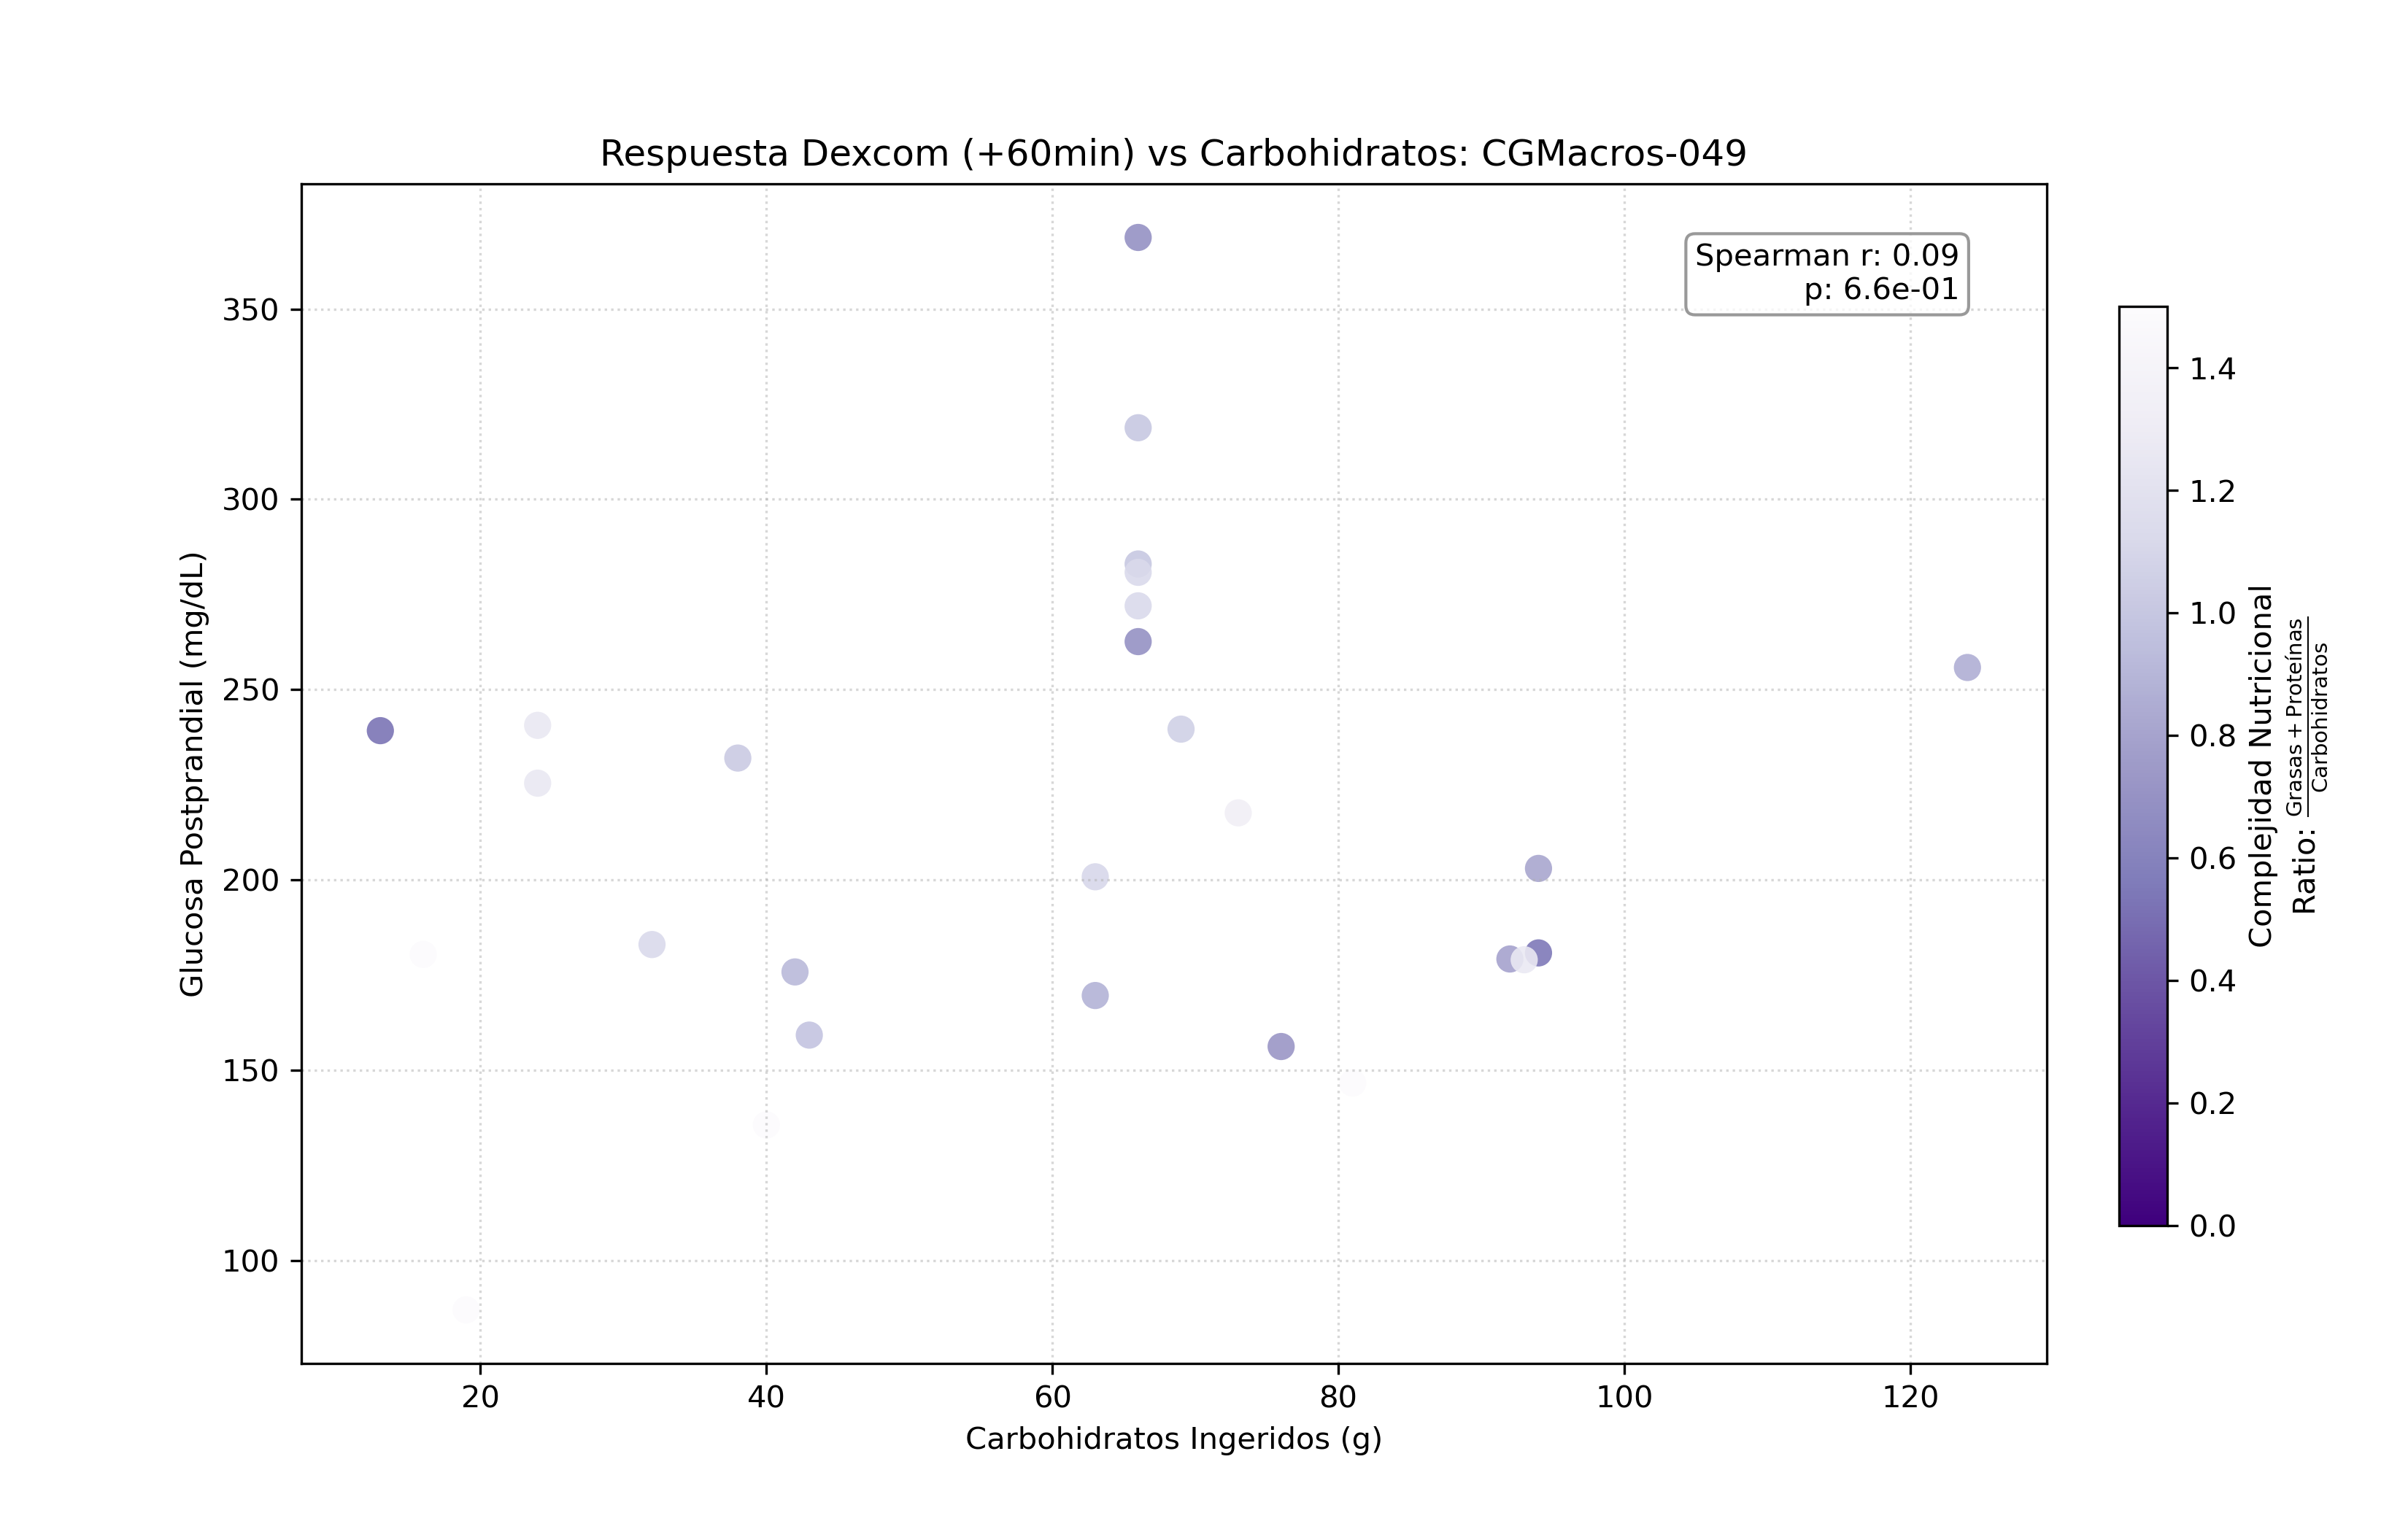 Respuesta Dexcom (+60min) vs Carbohidratos: CGMacros-049
Spearman r: 0.09
p: 6.6e-01
Glucosa Postprandial (mg/dL)
350
300
250
200
150
100
20
40
60
80
100
120
Carbohidratos Ingeridos (g)
1.4
1.2
1.0
0.8
0.6
0.4
0.2
0.0
Complejidad Nutricional
Ratio: Grasas + Proteínas
Carbohidratos